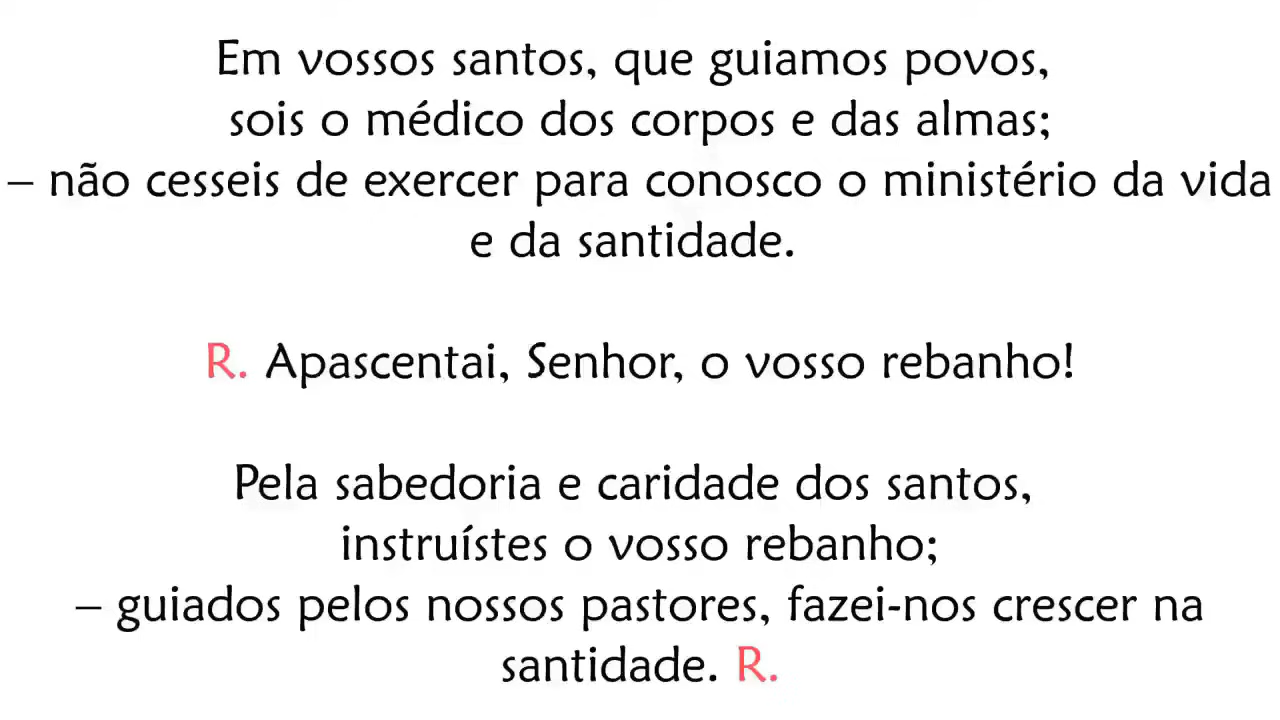 Em vossos santos, que guiamos povos,
sois o médico dos corpos e das almas;
– não cesseis de exercer para conosco o ministério da vida
e da santidade.
R. Apascentai, Senhor, o vosso rebanho!
Pela sabedoria e caridade dos santos,
instruístes o vosso rebanho;
– guiados pelos nossos pastores, fazei-nos crescer na
santidade. R.